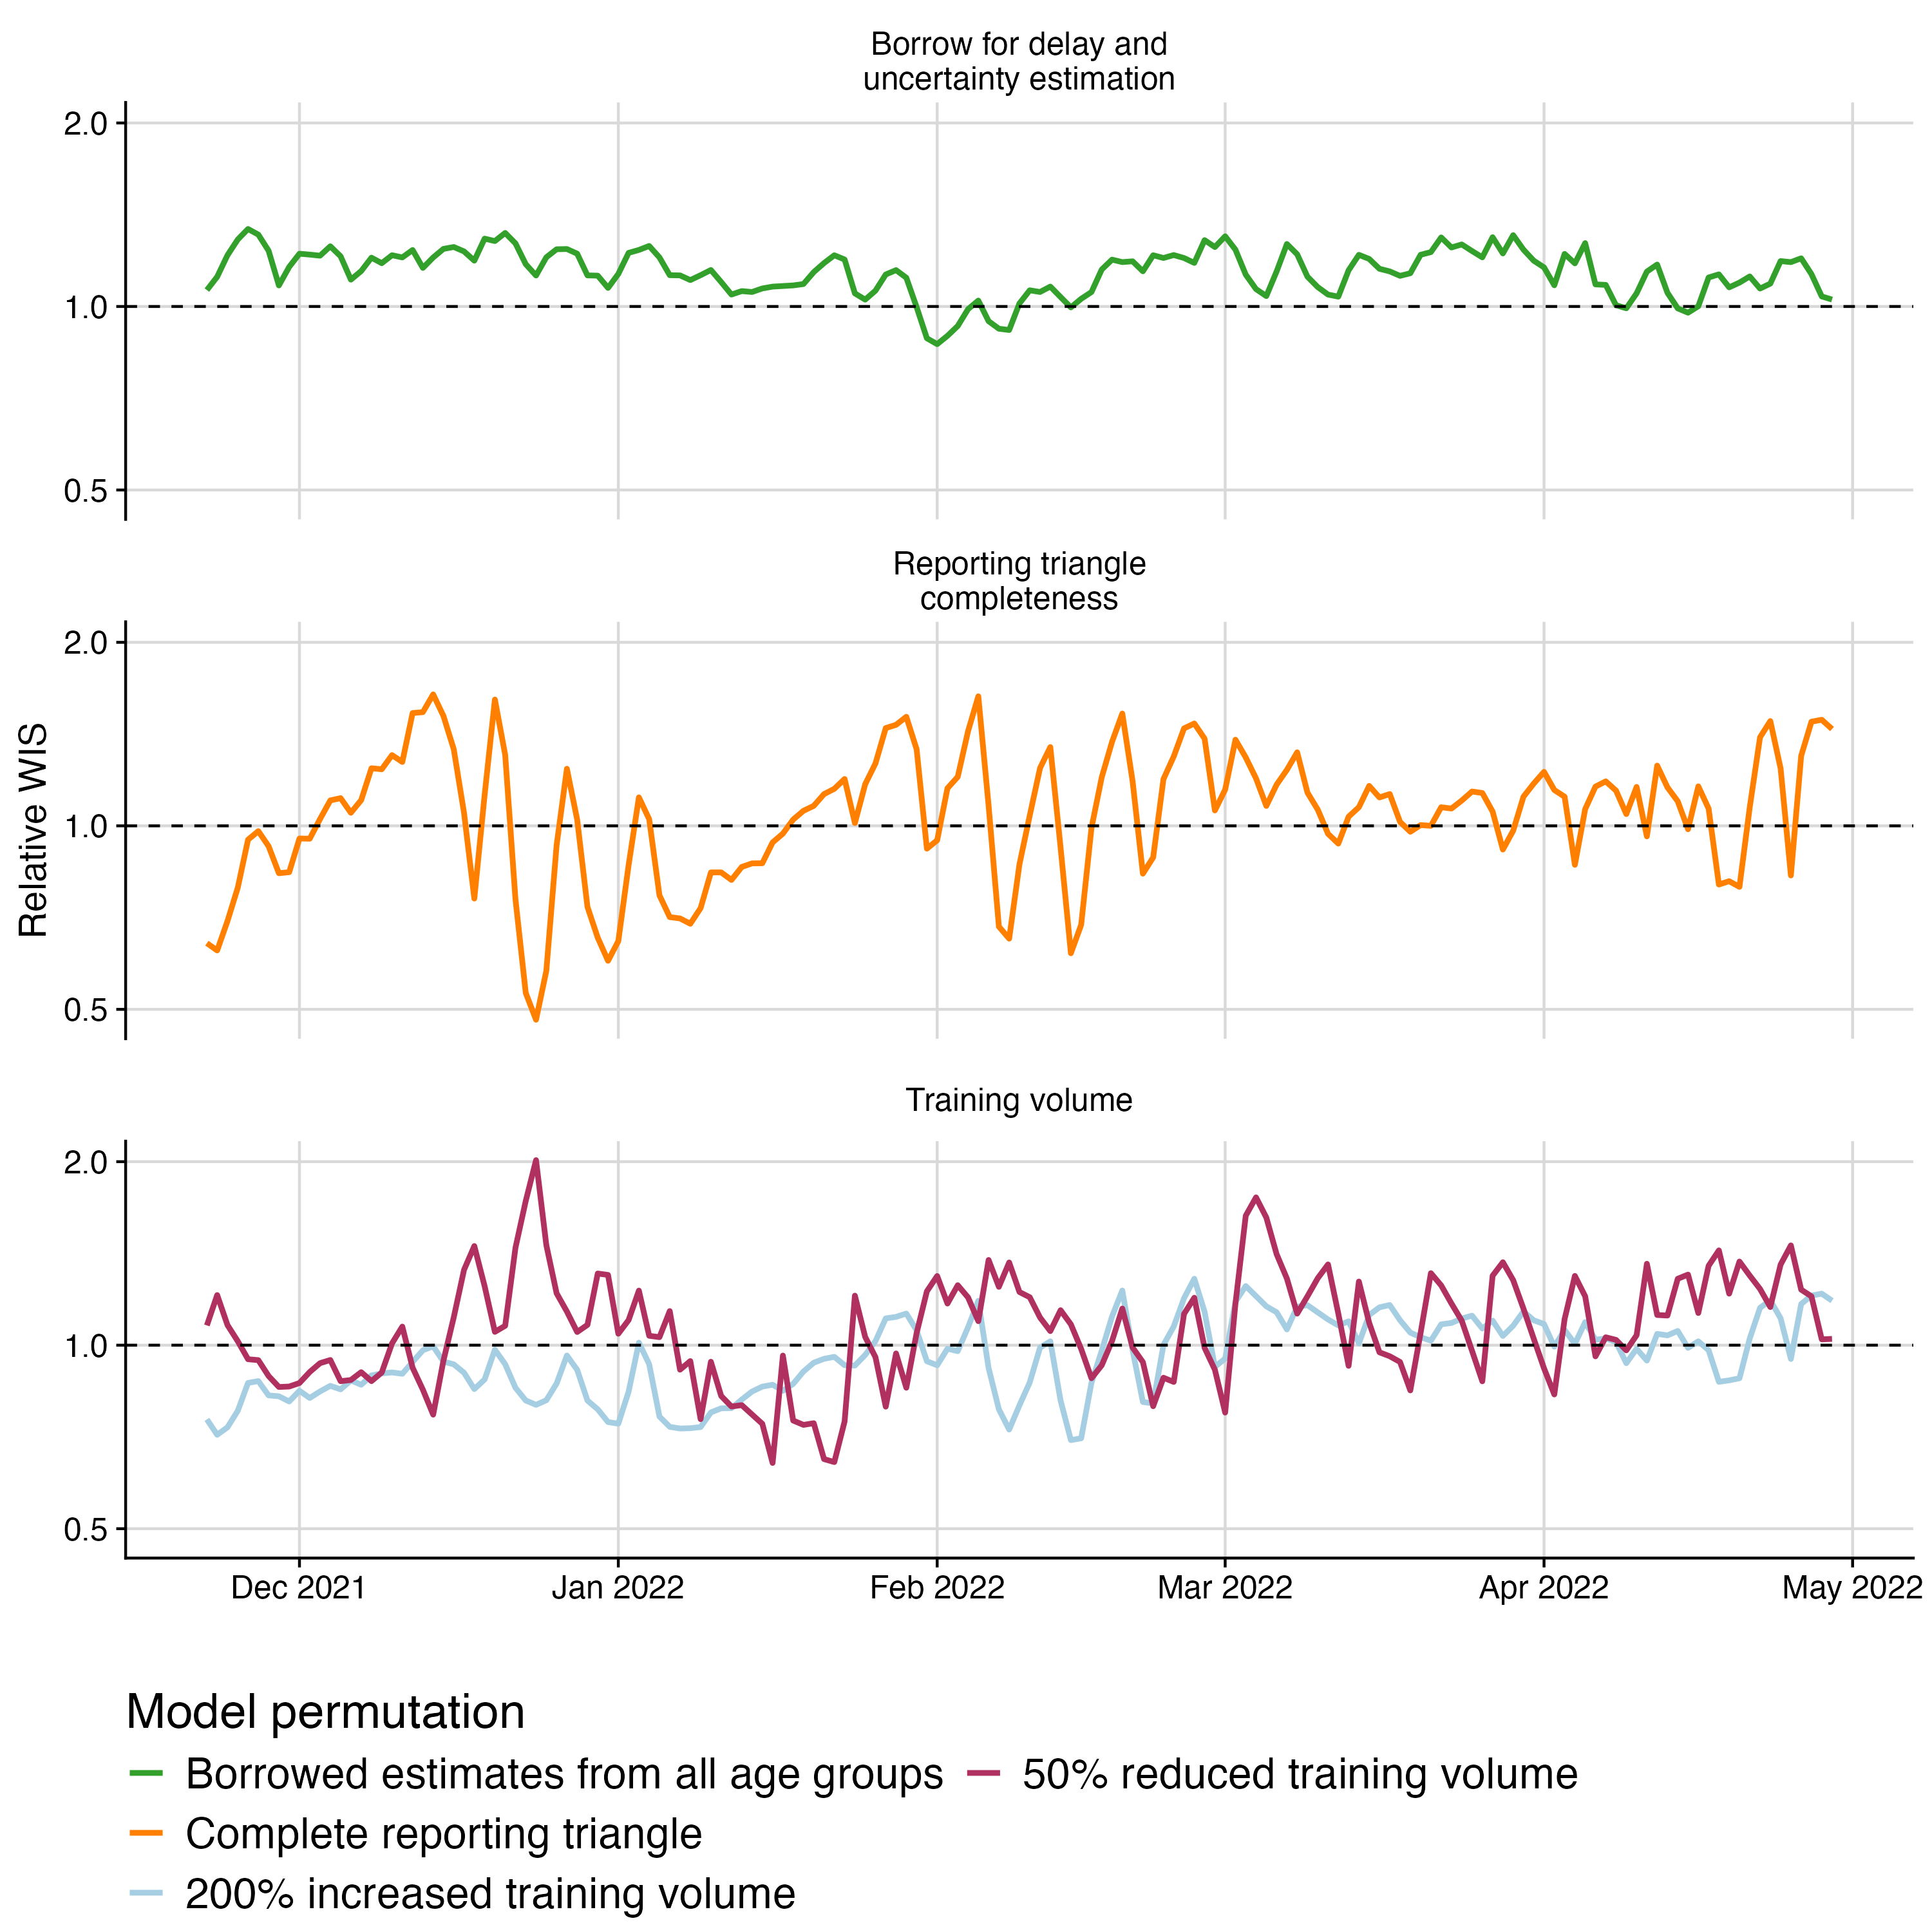 Borrow for delay and
uncertainty estimation
2.0
1.0
0.5
Reporting triangle
completeness
2.0
1.0
0.5
Relative WIS
Training volume
2.0
1.0
0.5
Dec 2021 Jan 2022 Feb 2022 Mar 2022 Apr 2022 May 2022
Model permutation
Borrowed estimates from all age groups 50% reduced training volume
Complete reporting triangle
200% increased training volume